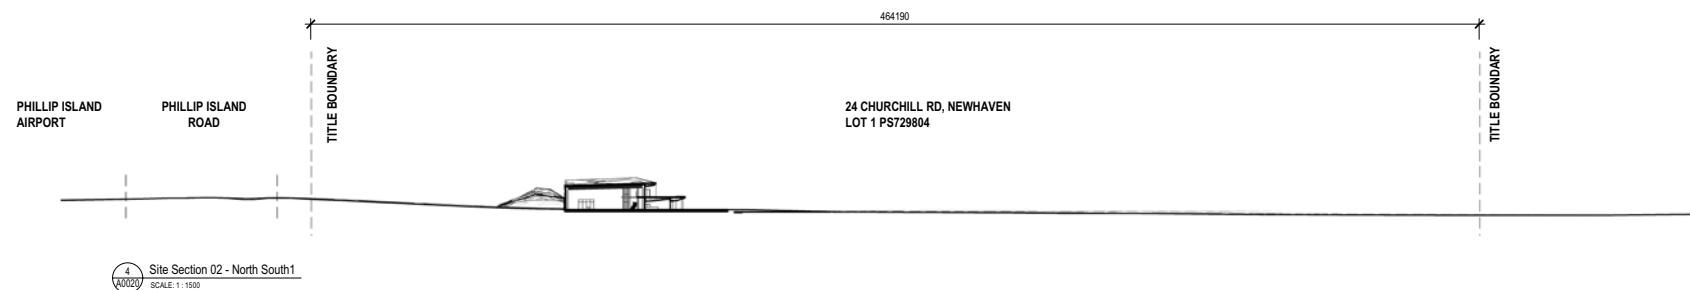 464190
TITLE BOUNDARY
TITLE BOUNDARY
PHILLIP ISLAND
AIRPORT
PHILLIP ISLAND
ROAD
24 CHURCHILL RD, NEWHAVEN
LOT 1 PS729804
4
A0020
Site Section 02 - North South1
SCALE: 1 : 1500